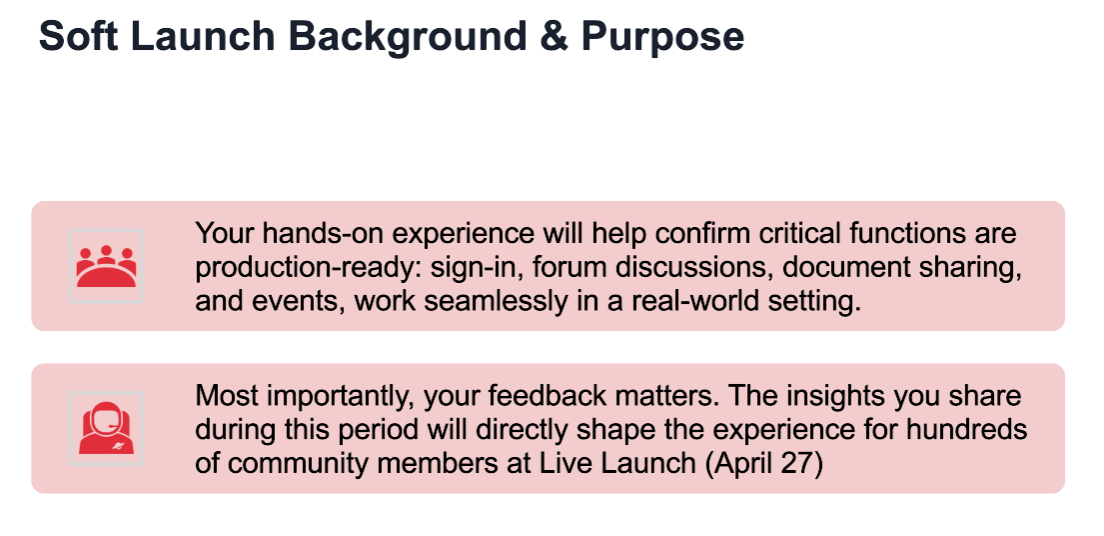 Soft Launch Background & Purpose
Your hands-on experience will help confirm critical functions are
production-ready: sign-in, forum discussions, document sharing,
and events, work seamlessly in a real-world setting.
Most importantly, your feedback matters. The insights you share
during this period will directly shape the experience for hundreds
of community members at Live Launch (April 27)